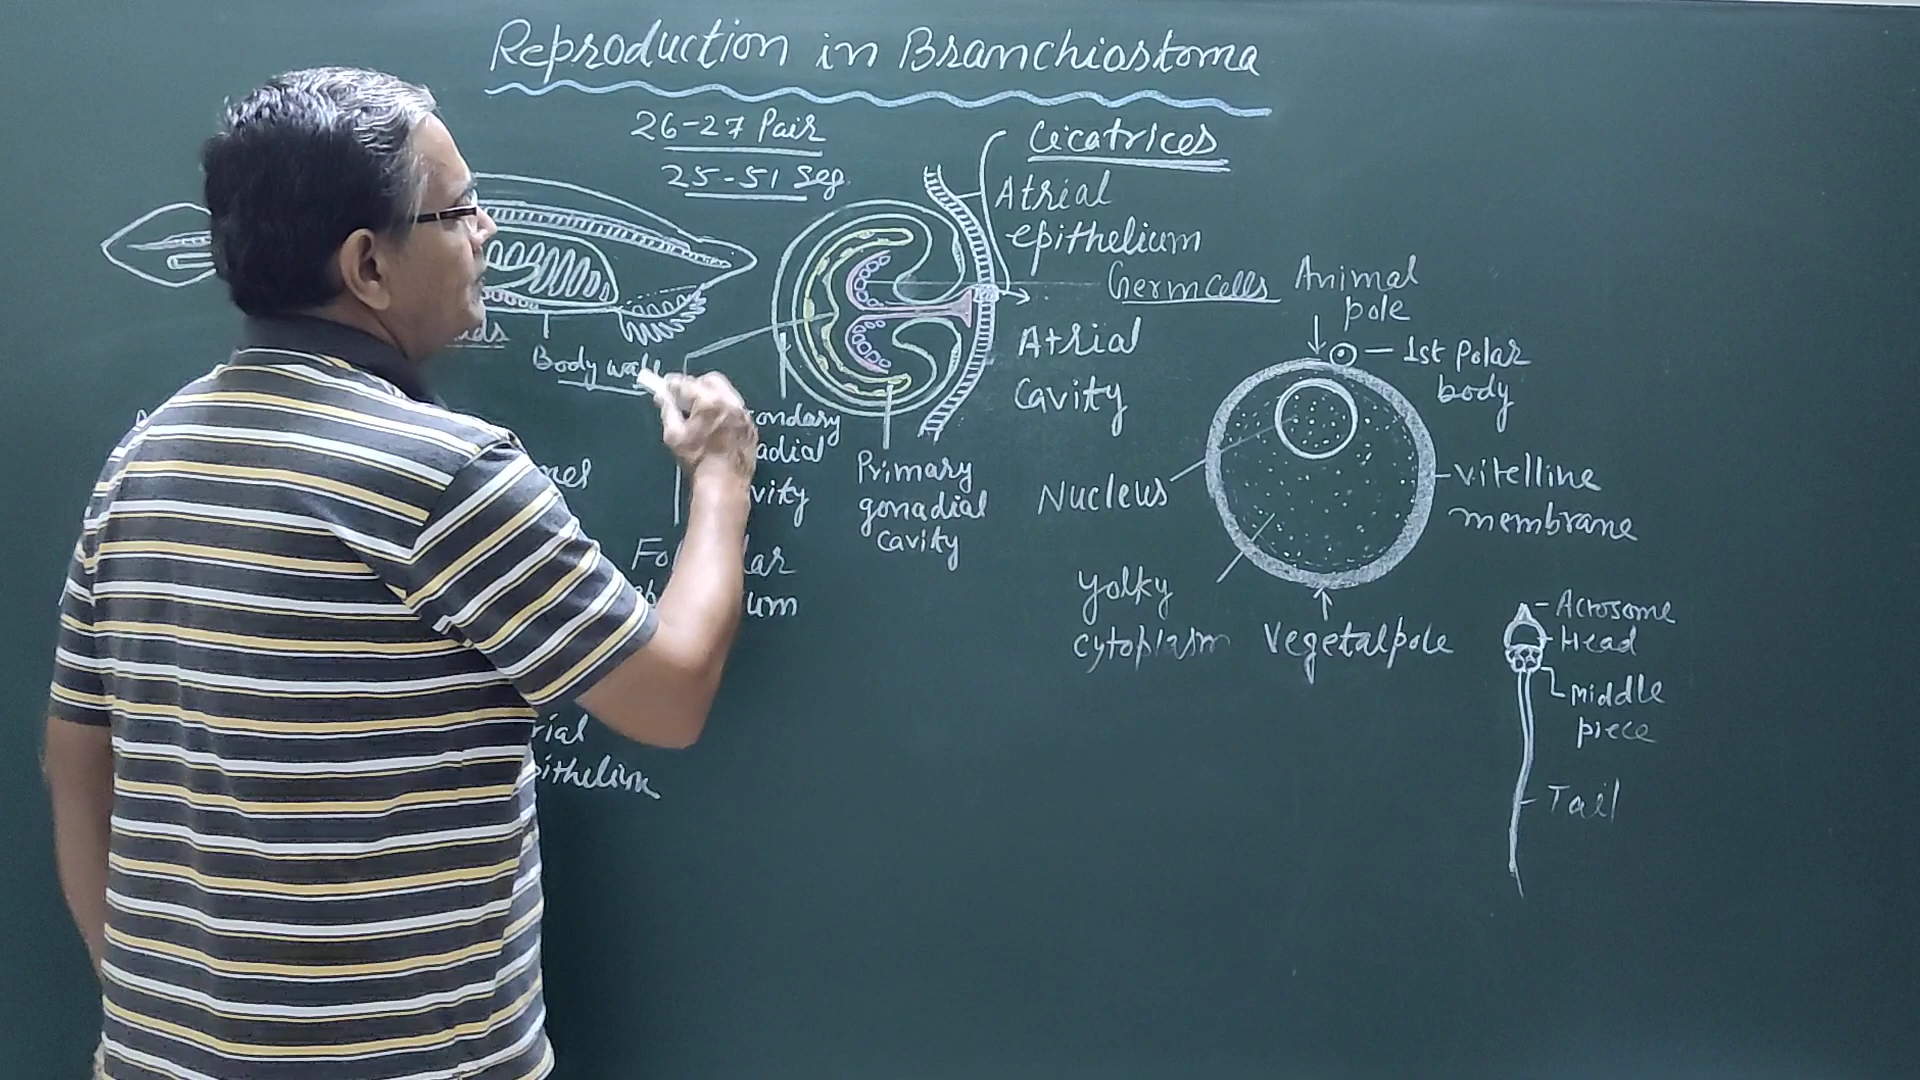 Reproduction in Branchiostoma
26-27 Pair
25-51 Seg.
Cicatrices
Atrial
epithelium
Germcells
Animal
pole
1st Polar
body
Atrial
Cavity
Body wall
Primary
gonadial
cavity
Nucleus
Vitelline
membrane
Yolky
cytoplasm
Vegetalpole
Acrosome
Head
Middle
piece
Tail